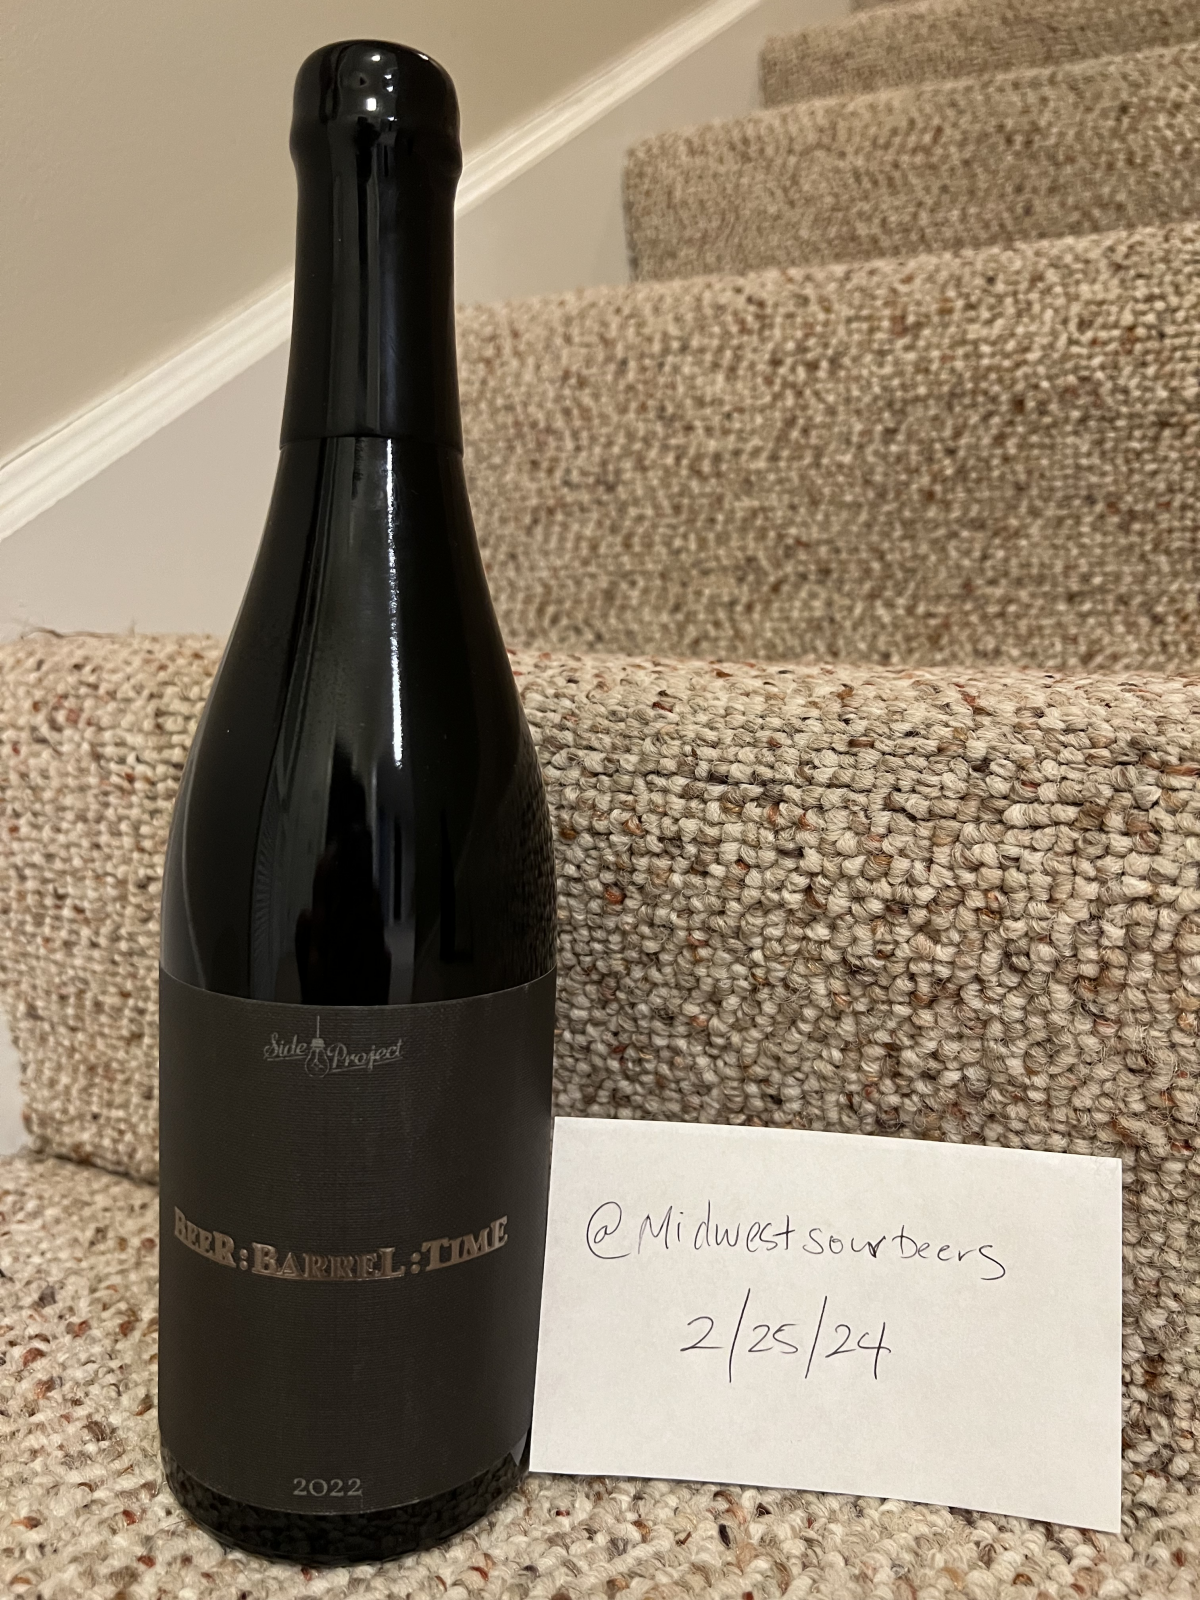 Side Project
BEER : BARREL : TIME
2022
@Midwestsourbeers
2/25/24